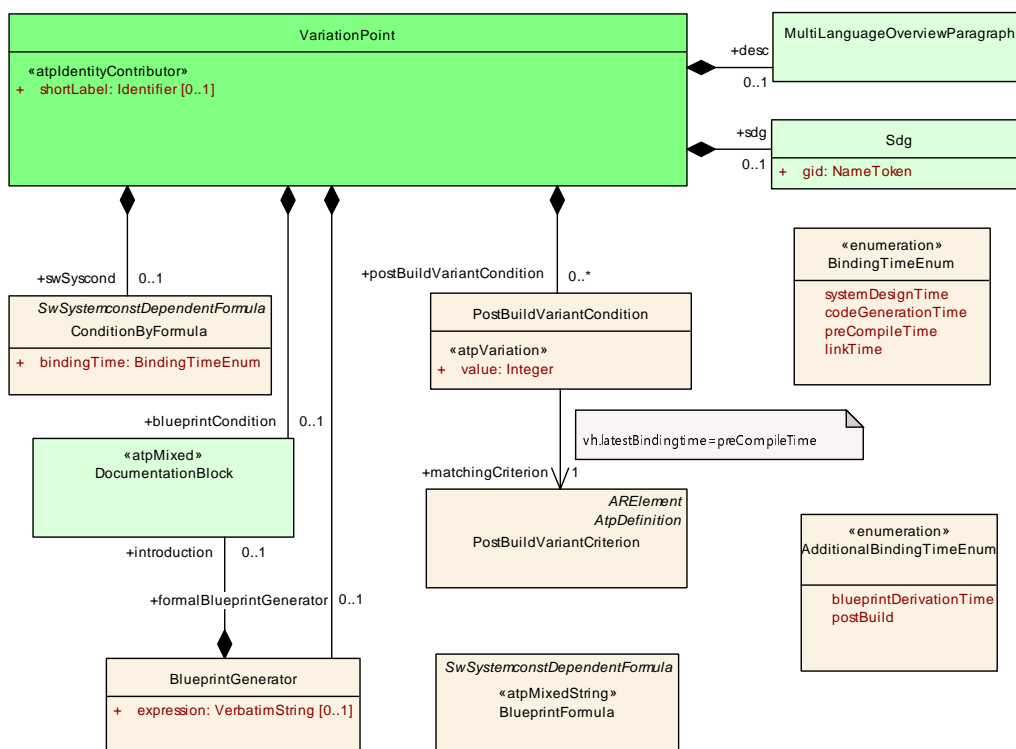 VariationPoint
«atpIdentityContributor»
+ shortLabel: Identifier [0..1]
+desc
0..1
MultiLanguageOverviewParagraph
+sdg
0..1
Sdg
+ gid: NameToken
+swSyscond 0..1
+postBuildVariantCondition 0..*
«enumeration»
BindingTimeEnum
systemDesignTime
codeGenerationTime
preCompileTime
linkTime
SwSystemconstDependentFormula
ConditionByFormula
+ bindingTime: BindingTimeEnum
PostBuildVariantCondition
«atpVariation»
+ value: Integer
+blueprintCondition 0..1
vh.latestBindingtime=preCompileTime
«atpMixed»
DocumentationBlock
+matchingCriterion 1
ARElement
AtpDefinition
PostBuildVariantCriterion
«enumeration»
AdditionalBindingTimeEnum
blueprintDerivationTime
postBuild
+introduction 0..1
+formalBlueprintGenerator 0..1
BlueprintGenerator
+ expression: VerbatimString [0..1]
SwSystemconstDependentFormula
«atpMixedString»
BlueprintFormula